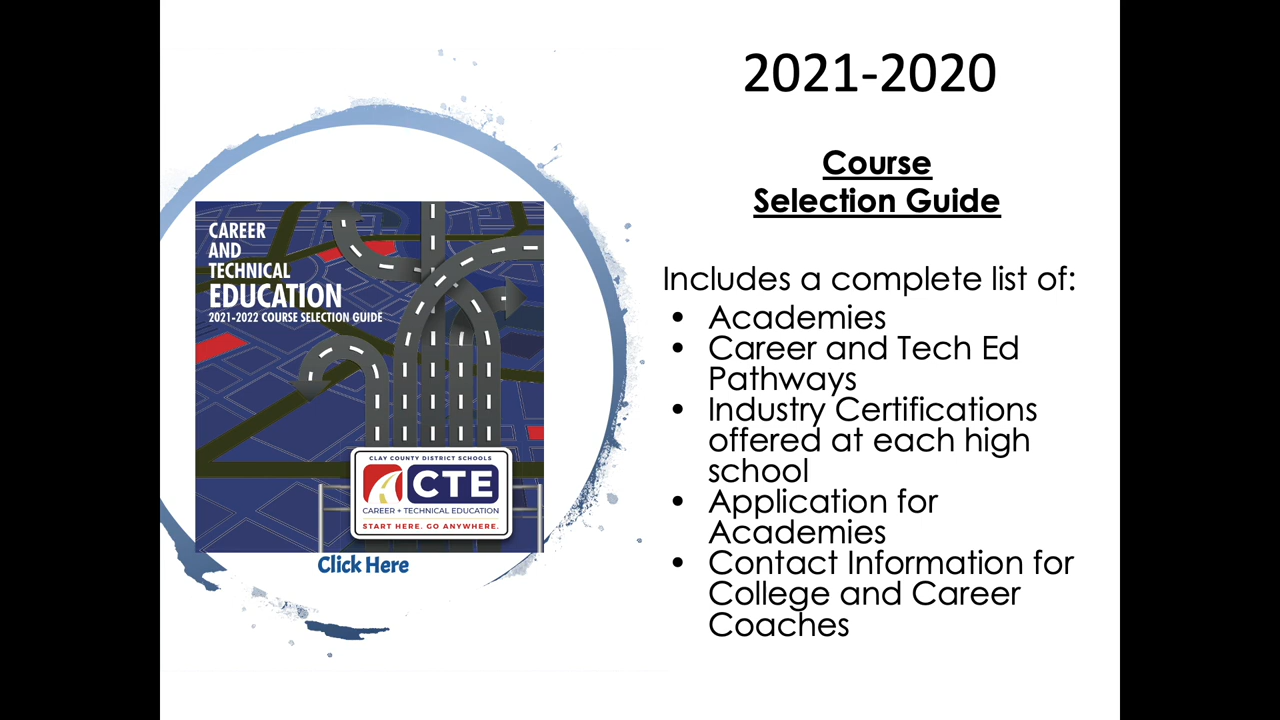 2021-2020
Course
Selection Guide
CAREER
AND
TECHNICAL
EDUCATION
2021-2022 COURSE SELECTION GUIDE
CLAY COUNTY DISTRICT SCHOOLS
CTE
CAREER + TECHNICAL EDUCATION
START HERE. GO ANYWHERE.
Click Here
Includes a complete list of:
• Academies
• Career and Tech Ed
Pathways
• Industry Certifications
offered at each high
school
• Application for
Academies
• Contact Information for
College and Career
Coaches